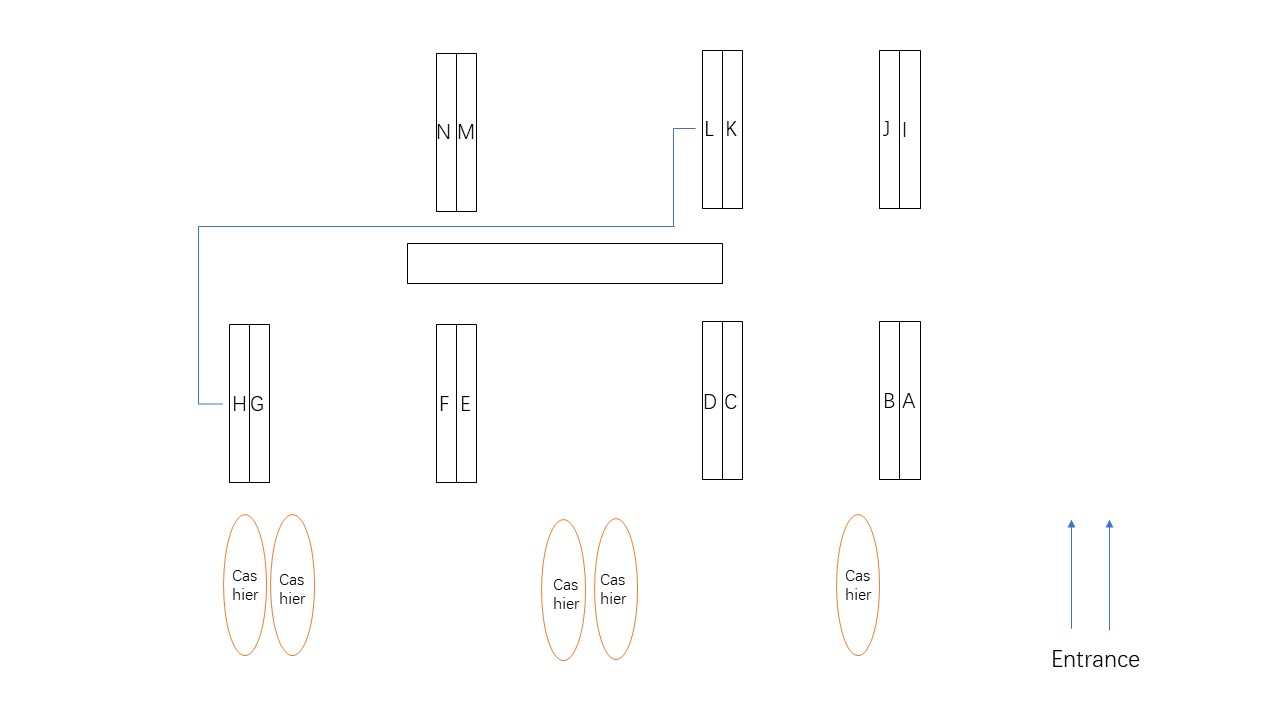 N M
L K
J I
H G
F E
D C
B A
Cas
hier
Cas
hier
Cas
hier
Cas
hier
Cas
hier
Entrance